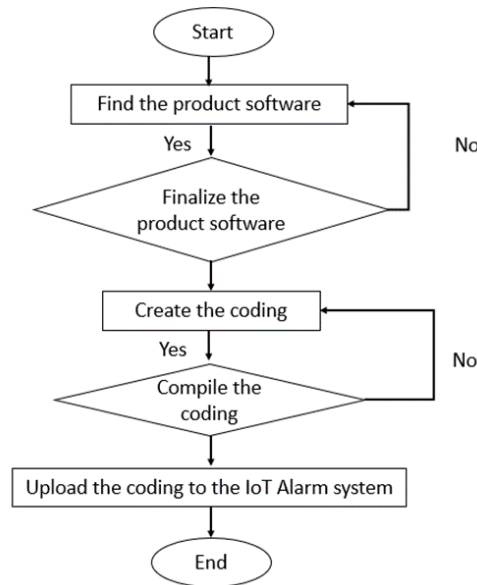 Start
Find the product software
Yes
No
Finalize the
product software
Create the coding
Yes
No
Compile the
coding
Upload the coding to the IoT Alarm system
End